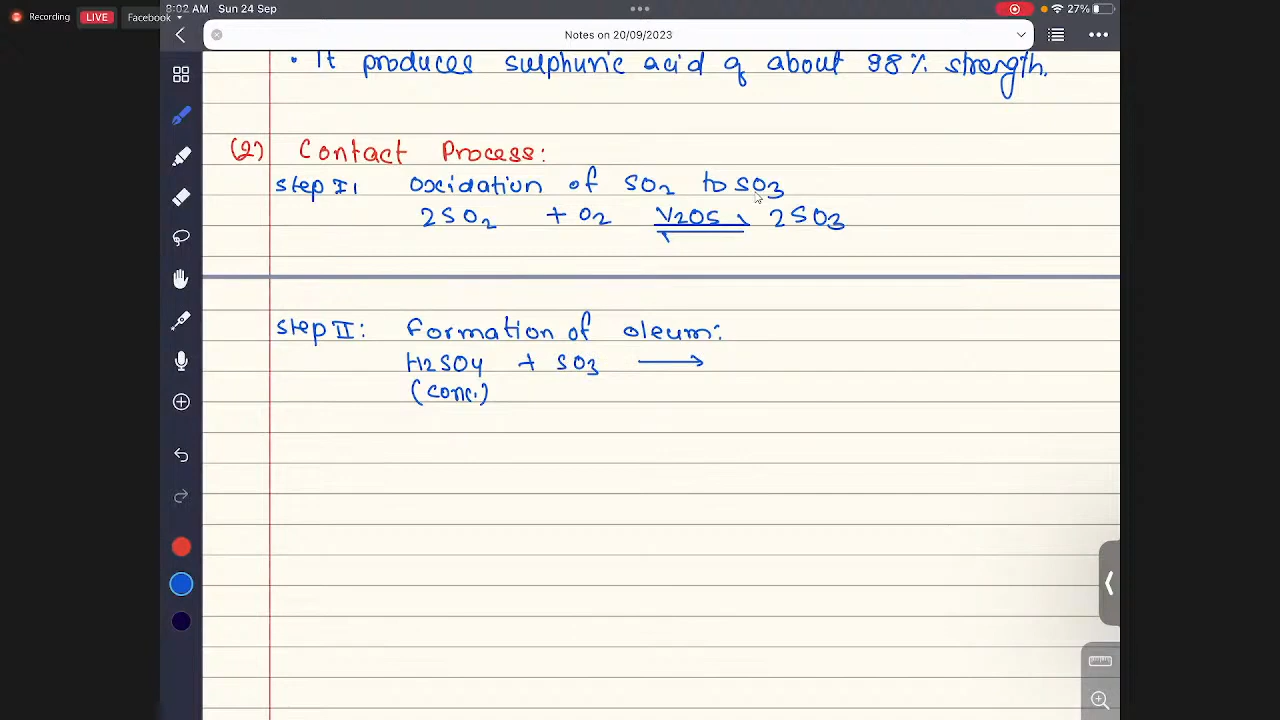 Recording LIVE Facebook 8:02 AM Sun 24 Sep 27%
Notes on 20/09/2023
• It produces sulphuric acid of about 98% strength.
(2) Contact Process:
Step I: Oxidation of SO2 to SO3
2SO2 + O2 V2O5 2SO3
Step II: Formation of oleum:
H2SO4 + SO3 ⟶
(conc.)